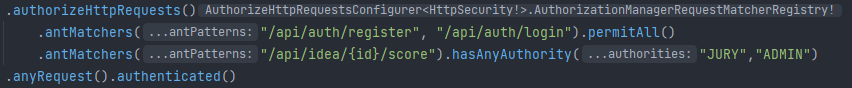 .authorizeHttpRequests() AuthorizeHttpRequestsConfigurer<HttpSecurity!>.AuthorizationManagerRequestMatcherRegistry!
.antMatchers( ...antPatterns: "/api/auth/register", "/api/auth/login").permitAll()
.antMatchers( ...antPatterns: "/api/idea/{id}/score").hasAnyAuthority( ...authorities: "JURY","ADMIN")
.anyRequest().authenticated()